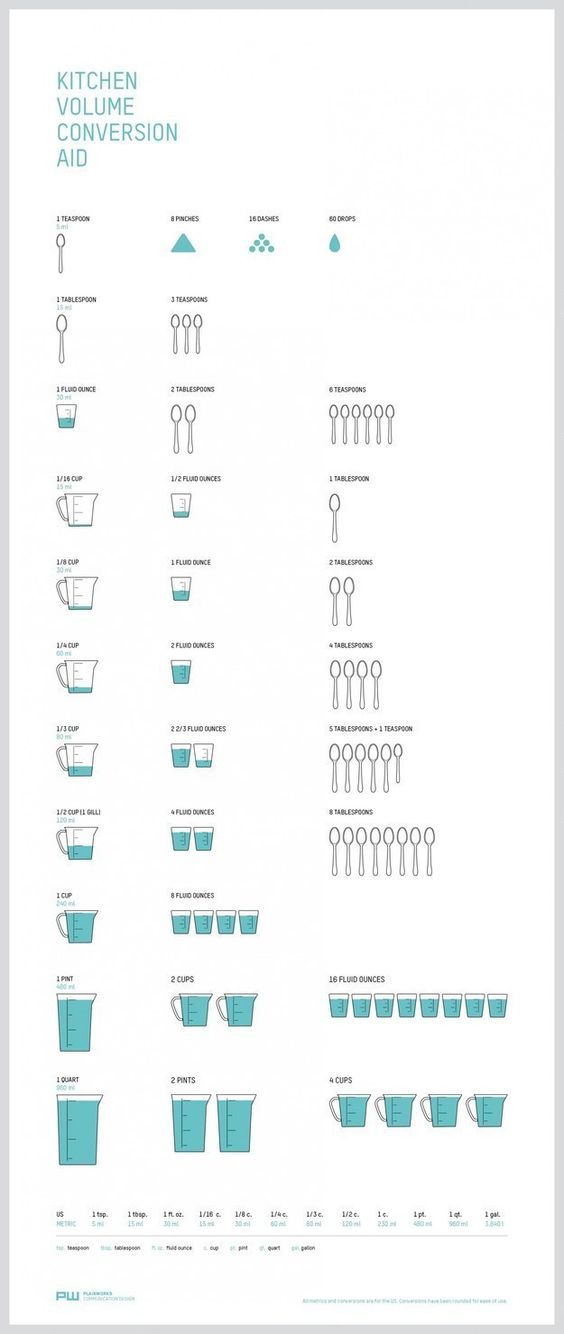 KITCHEN
VOLUME
CONVERSION
AID
1 TEASPOON
5 ml
8 PINCHES
16 DASHES
60 DROPS
1 TABLESPOON
15 ml
3 TEASPOONS
1 FLUID OUNCE
30 ml
2 TABLESPOONS
6 TEASPOONS
1/16 CUP
15 ml
1/2 FLUID OUNCES
1 TABLESPOON
1/8 CUP
30 ml
1 FLUID OUNCE
2 TABLESPOONS
1/4 CUP
60 ml
2 FLUID OUNCES
4 TABLESPOONS
1/3 CUP
80 ml
2 2/3 FLUID OUNCES
5 TABLESPOONS + 1 TEASPOON
1/2 CUP (1 GILL)
120 ml
4 FLUID OUNCES
8 TABLESPOONS
1 CUP
240 ml
8 FLUID OUNCES
1 PINT
480 ml
2 CUPS
16 FLUID OUNCES
1 QUART
960 ml
2 PINTS
4 CUPS
US 1 tsp. 1 tbsp. 1 fl. oz. 1/16 c. 1/8 c. 1/4 c. 1/3 c. 1/2 c. 1 c. 1 pt. 1 qt. 1 gal.
METRIC 5 ml 15 ml 30 ml 15 ml 30 ml 60 ml 80 ml 120 ml 230 ml 480 ml 960 ml 3.840 l
tsp. teaspoon tbsp. tablespoon fl. oz. fluid ounce c. cup pt. pint qt. quart gal. gallon
PW PLAINWORKS
COMMUNICATION DESIGN
All metrics and conversions are for the US. Conversions have been rounded for ease of use.